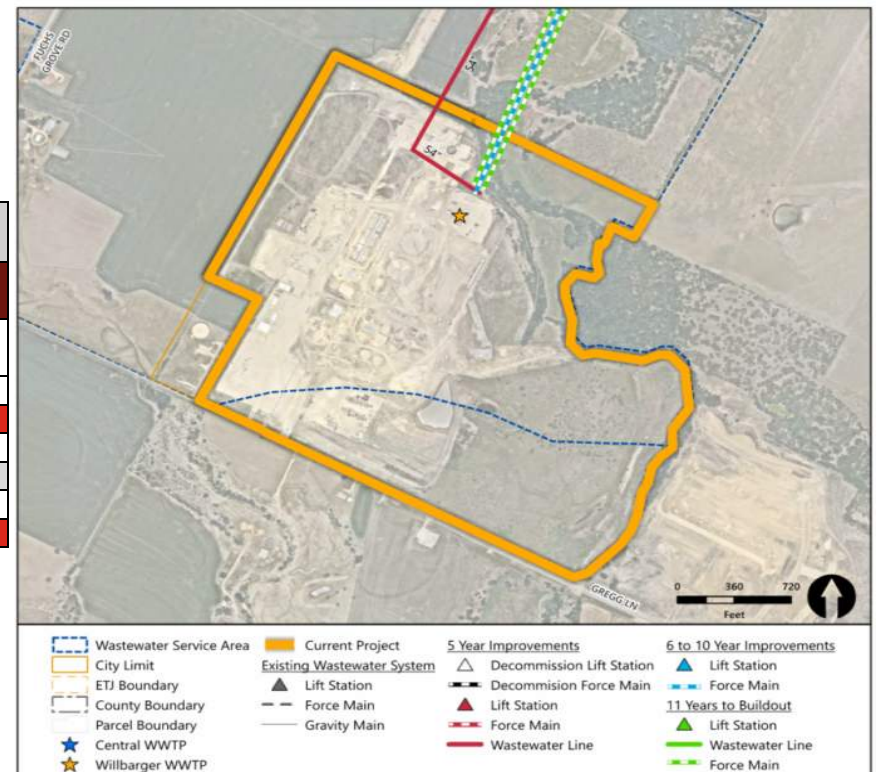 FUCHS
GROVE RD
54"
54"
GREGG LN
0 360 720
Feet
Wastewater Service Area
City Limit
ETJ Boundary
County Boundary
Parcel Boundary
Central WWTP
Willbarger WWTP
Current Project
Existing Wastewater System
Lift Station
Force Main
Gravity Main
5 Year Improvements
Decommission Lift Station
Decommision Force Main
Lift Station
Force Main
Wastewater Line
6 to 10 Year Improvements
Lift Station
Force Main
11 Years to Buildout
Lift Station
Wastewater Line
Force Main